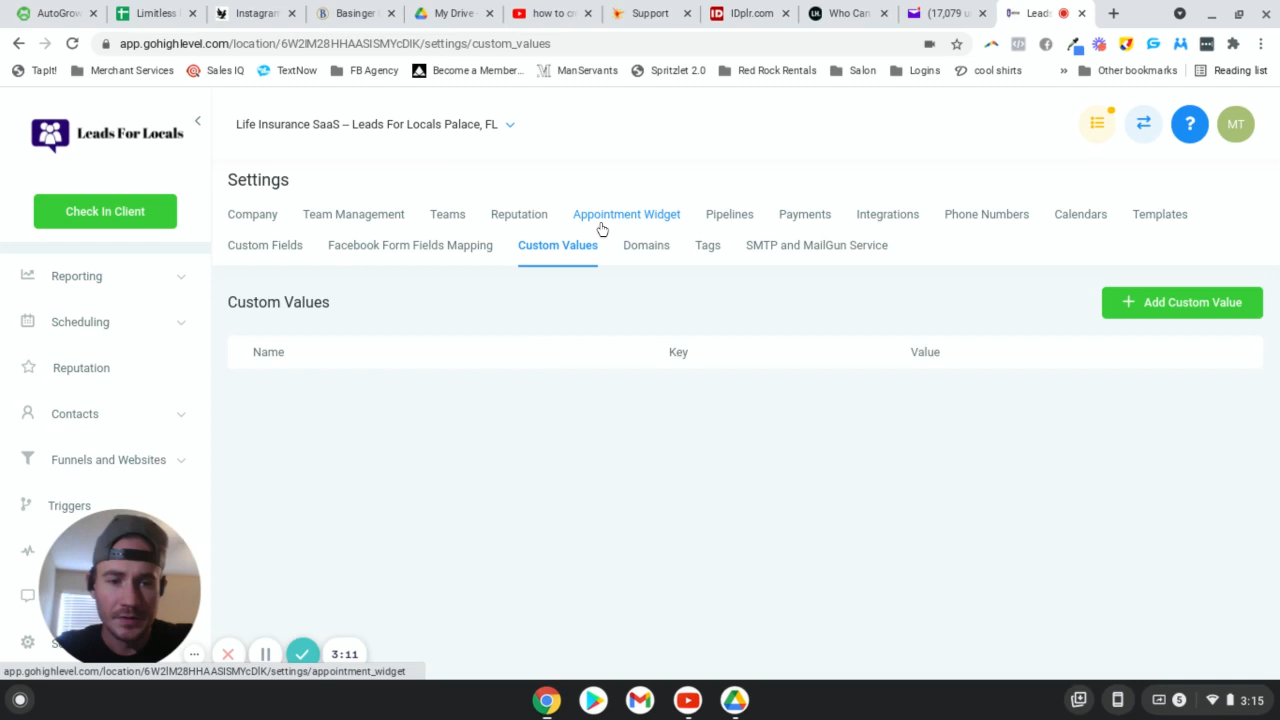 AutoGrow
Limitless
Instagram
Basinger
My Drive
how to c
Support
IDplr.com
Who Can
(17,079 u
Leads
app.gohighlevel.com/location/6W2lM28HHAASISMYcDlK/settings/custom_values
TapIt!
Merchant Services
Sales IQ
TextNow
FB Agency
Become a Member...
ManServants
Spritzlet 2.0
Red Rock Rentals
Salon
Logins
cool shirts
»
Other bookmarks
Reading list
Leads For Locals
Life Insurance SaaS -- Leads For Locals Palace, FL
?
MT
Check In Client
Settings
Company Team Management Teams Reputation Appointment Widget Pipelines Payments Integrations Phone Numbers Calendars Templates
Custom Fields Facebook Form Fields Mapping Custom Values Domains Tags SMTP and MailGun Service
Reporting
Scheduling
Reputation
Contacts
Funnels and Websites
Triggers
Custom Values
+ Add Custom Value
Name Key Value
3:11
app.gohighlevel.com/location/6W2lM28HHAASISMYcDlK/settings/appointment_widget
5
3:15